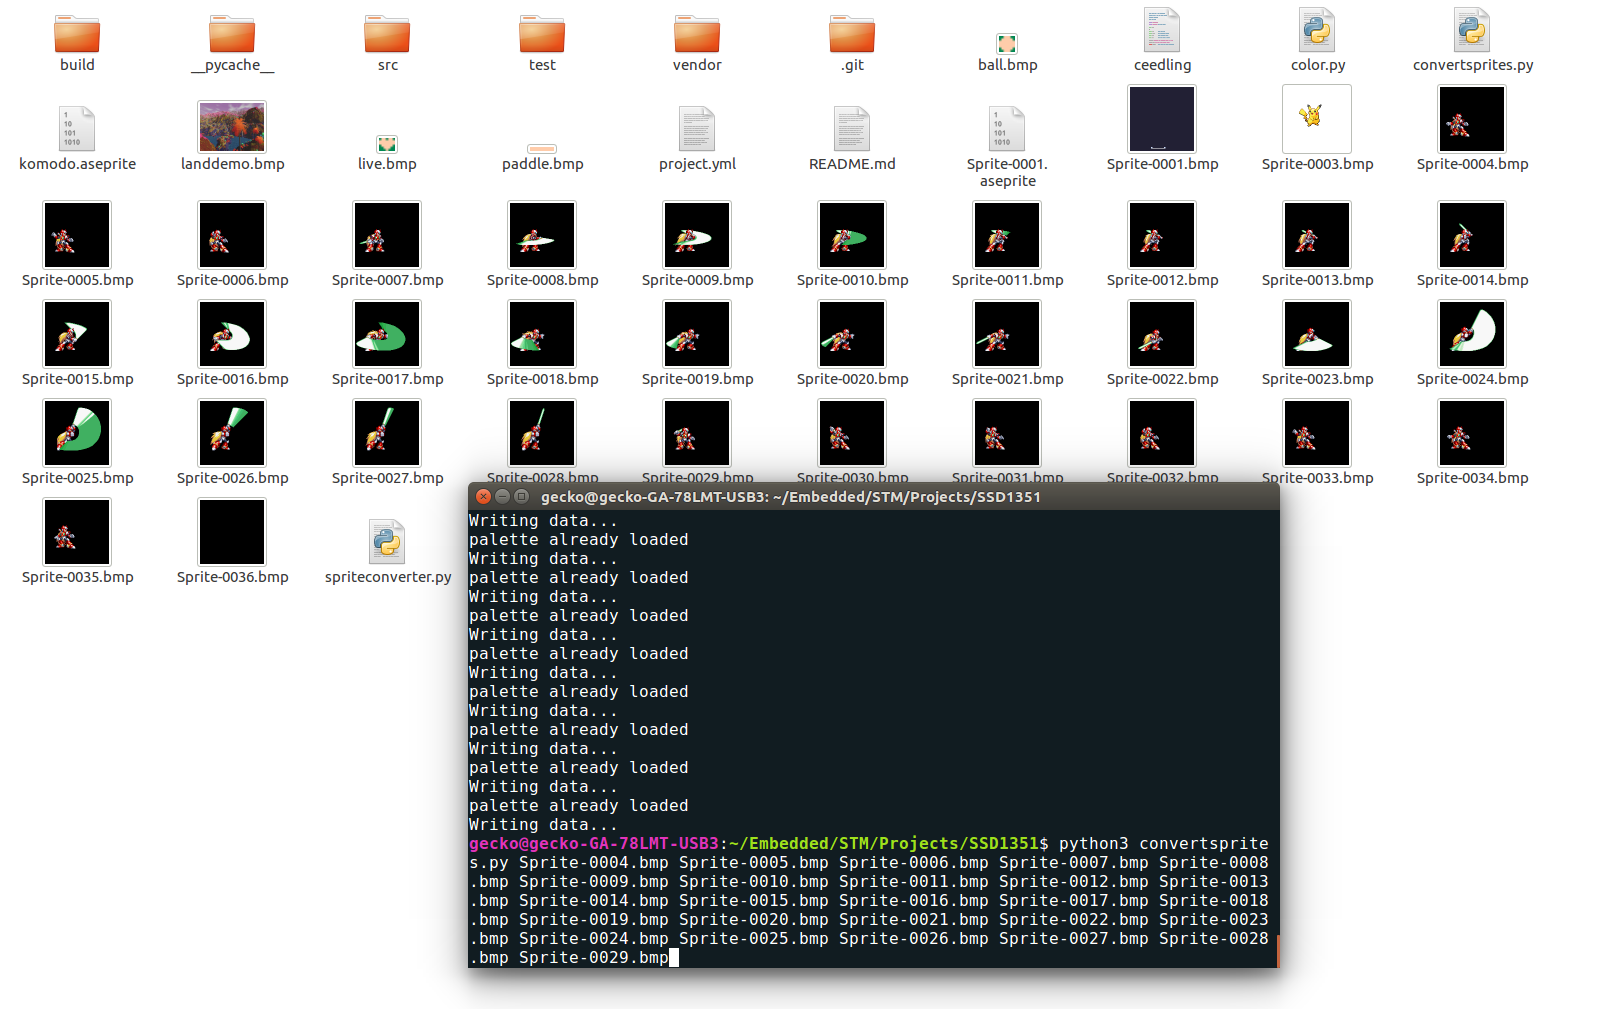 build
__pycache__
src
test
vendor
.git
ball.bmp
ceedling
color.py
convertsprites.py
komodo.aseprite
landdemo.bmp
live.bmp
paddle.bmp
project.yml
README.md
Sprite-0001.
aseprite
Sprite-0001.bmp
Sprite-0003.bmp
Sprite-0004.bmp
Sprite-0005.bmp
Sprite-0006.bmp
Sprite-0007.bmp
Sprite-0008.bmp
Sprite-0009.bmp
Sprite-0010.bmp
Sprite-0011.bmp
Sprite-0012.bmp
Sprite-0013.bmp
Sprite-0014.bmp
Sprite-0015.bmp
Sprite-0016.bmp
Sprite-0017.bmp
Sprite-0018.bmp
Sprite-0019.bmp
Sprite-0020.bmp
Sprite-0021.bmp
Sprite-0022.bmp
Sprite-0023.bmp
Sprite-0024.bmp
Sprite-0025.bmp
Sprite-0026.bmp
Sprite-0027.bmp
Sprite-0028.bmp
Sprite-0029.bmp
Sprite-0030.bmp
Sprite-0031.bmp
Sprite-0032.bmp
Sprite-0033.bmp
Sprite-0034.bmp
Sprite-0035.bmp
Sprite-0036.bmp
spriteconverter.py
gecko@gecko-GA-78LMT-USB3: ~/Embedded/STM/Projects/SSD1351
Writing data...
palette already loaded
Writing data...
palette already loaded
Writing data...
palette already loaded
Writing data...
palette already loaded
Writing data...
palette already loaded
Writing data...
palette already loaded
Writing data...
palette already loaded
Writing data...
palette already loaded
Writing data...
gecko@gecko-GA-78LMT-USB3:~/Embedded/STM/Projects/SSD1351$ python3 convertsprite
s.py Sprite-0004.bmp Sprite-0005.bmp Sprite-0006.bmp Sprite-0007.bmp Sprite-0008
.bmp Sprite-0009.bmp Sprite-0010.bmp Sprite-0011.bmp Sprite-0012.bmp Sprite-0013
.bmp Sprite-0014.bmp Sprite-0015.bmp Sprite-0016.bmp Sprite-0017.bmp Sprite-0018
.bmp Sprite-0019.bmp Sprite-0020.bmp Sprite-0021.bmp Sprite-0022.bmp Sprite-0023
.bmp Sprite-0024.bmp Sprite-0025.bmp Sprite-0026.bmp Sprite-0027.bmp Sprite-0028
.bmp Sprite-0029.bmp